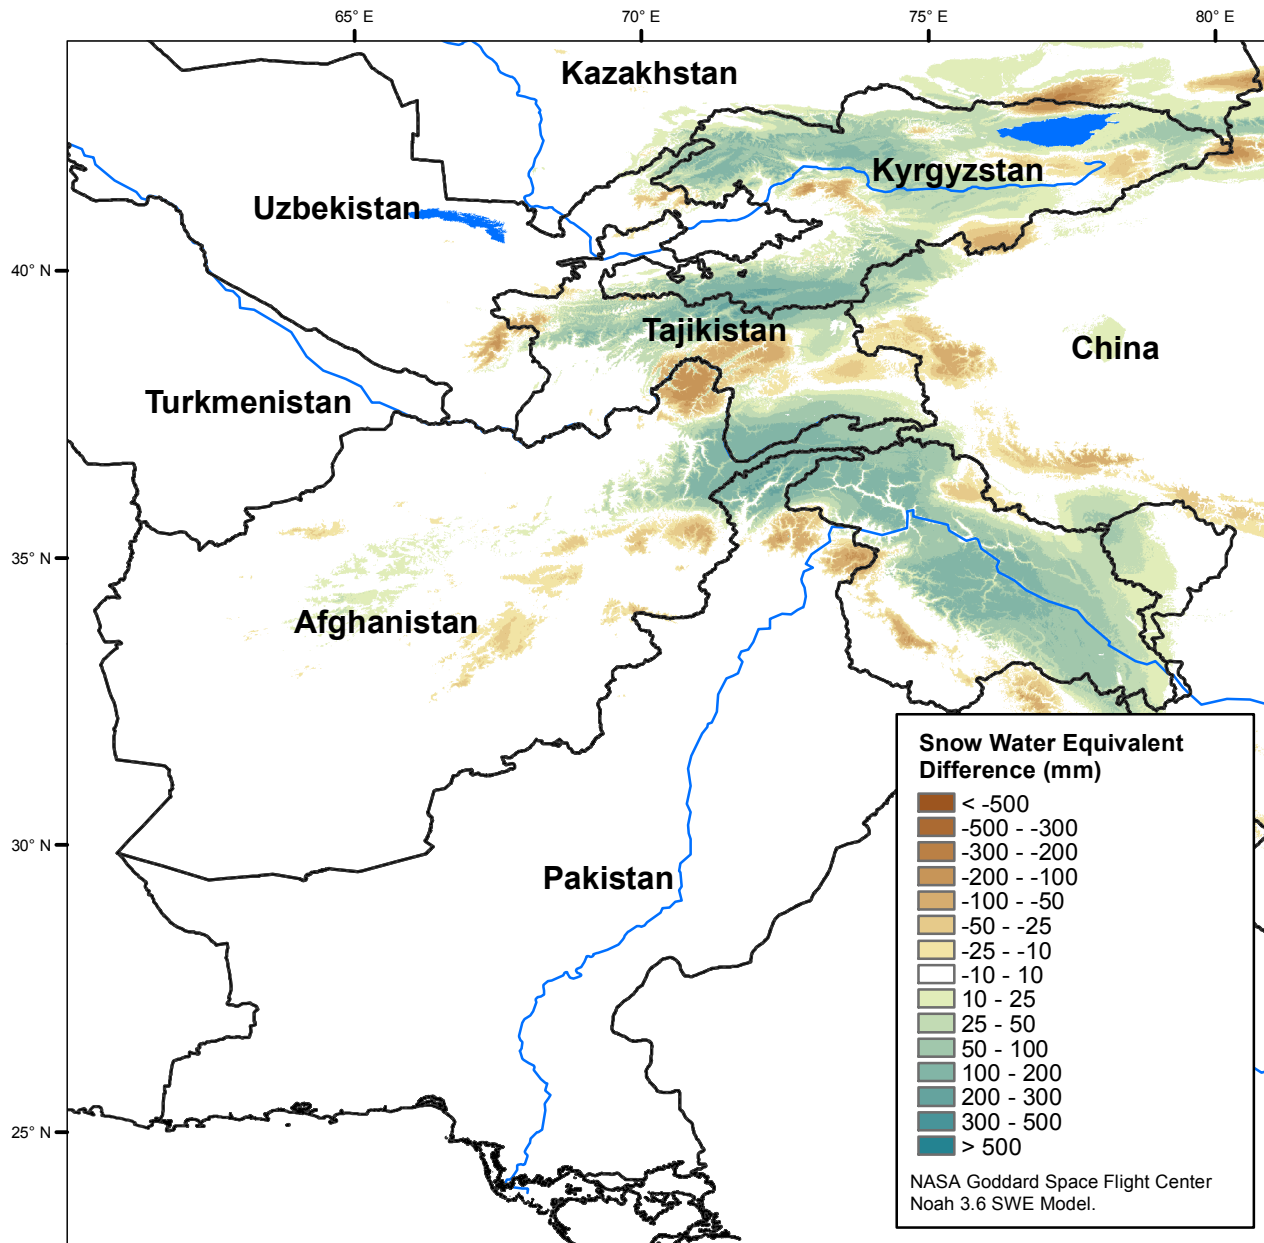 65° E
70° E
75° E
80° E
Kazakhstan
Kyrgyzstan
Uzbekistan
40° N
Tajikistan
China
Turkmenistan
35° N
Afghanistan
Snow Water Equivalent
Difference (mm)
< -500
-500 - -300
-300 - -200
-200 - -100
-100 - -50
-50 - -25
-25 - -10
-10 - 10
10 - 25
25 - 50
50 - 100
100 - 200
200 - 300
300 - 500
> 500
NASA Goddard Space Flight Center
Noah 3.6 SWE Model.
30° N
Pakistan
25° N